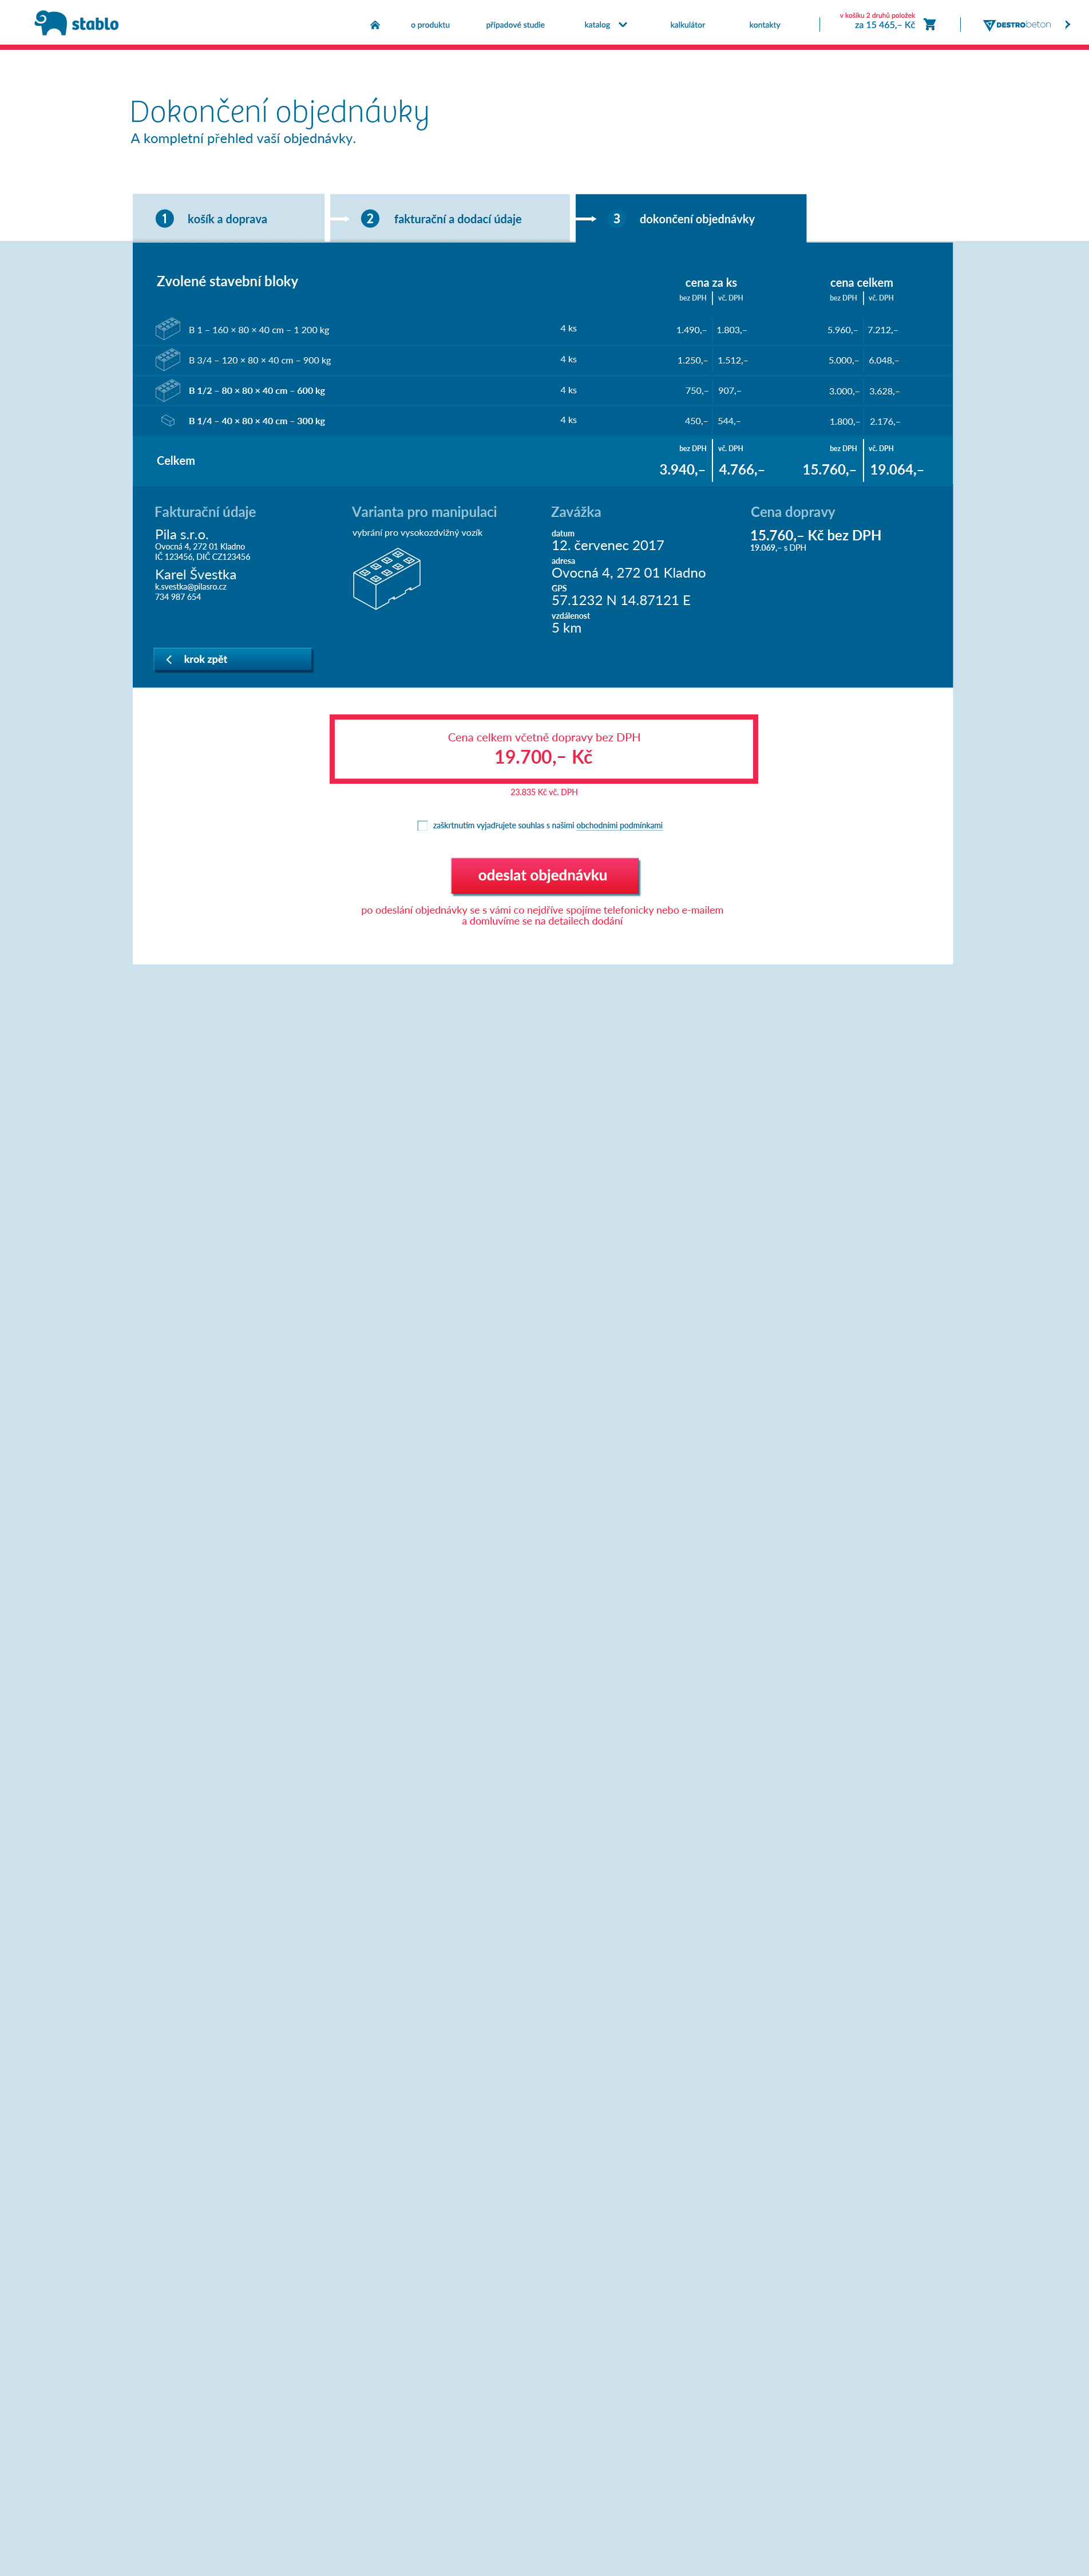 stablo
o produktu
případové studie
katalog
kalkulátor
kontakty
v košíku 2 druhů položek
za 15 465,– Kč
DESTRObeton
Dokončení objednávky
A kompletní přehled vaší objednávky.
1 košík a doprava
2 fakturační a dodací údaje
3 dokončení objednávky
Zvolené stavební bloky
cena za ks
cena celkem
bez DPH vč. DPH bez DPH vč. DPH
B 1 – 160 × 80 × 40 cm – 1 200 kg 4 ks 1.490,– 1.803,– 5.960,– 7.212,–
B 3/4 – 120 × 80 × 40 cm – 900 kg 4 ks 1.250,– 1.512,– 5.000,– 6.048,–
B 1/2 – 80 × 80 × 40 cm – 600 kg 4 ks 750,– 907,– 3.000,– 3.628,–
B 1/4 – 40 × 80 × 40 cm – 300 kg 4 ks 450,– 544,– 1.800,– 2.176,–
bez DPH vč. DPH bez DPH vč. DPH
Celkem 3.940,– 4.766,– 15.760,– 19.064,–
Fakturační údaje
Pila s.r.o.
Ovocná 4, 272 01 Kladno
IČ 123456, DIČ CZ123456
Karel Švestka
k.svestka@pilasro.cz
734 987 654
Varianta pro manipulaci
vybrání pro vysokozdvižný vozík
Zavážka
datum
12. červenec 2017
adresa
Ovocná 4, 272 01 Kladno
GPS
57.1232 N 14.87121 E
vzdálenost
5 km
Cena dopravy
15.760,– Kč bez DPH
19.069,– s DPH
krok zpět
Cena celkem včetně dopravy bez DPH
19.700,– Kč
23.835 Kč vč. DPH
zaškrtnutím vyjadřujete souhlas s našimi obchodními podmínkami
odeslat objednávku
po odeslání objednávky se s vámi co nejdříve spojíme telefonicky nebo e-mailem
a domluvíme se na detailech dodání